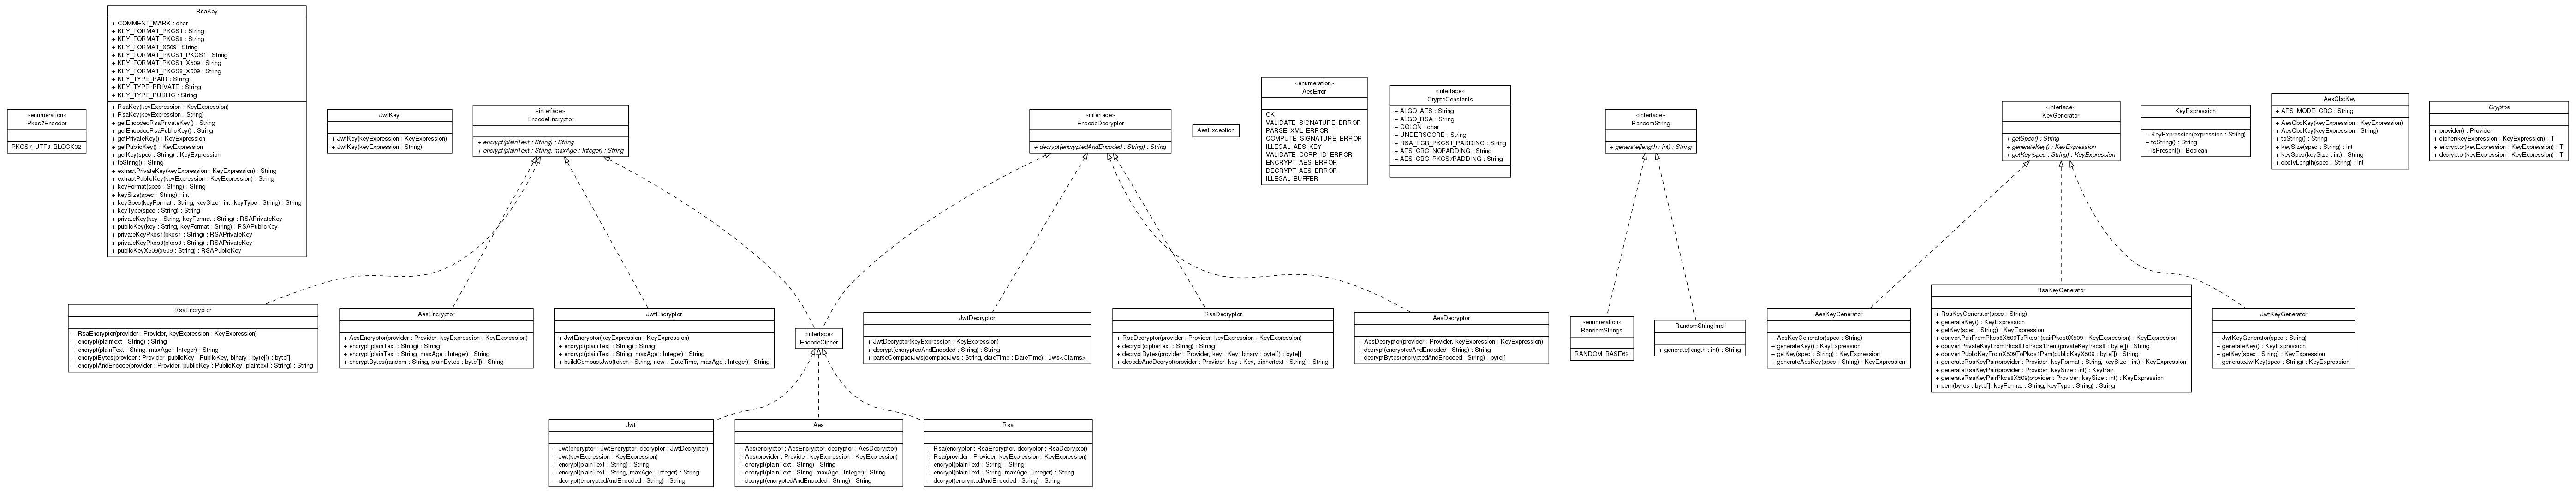 RsaKey
+ COMMENT_MARK : char
+ KEY_FORMAT_PKCS1 : String
+ KEY_FORMAT_PKCS8 : String
+ KEY_FORMAT_X509 : String
+ KEY_FORMAT_PKCS1_PKCS1 : String
+ KEY_FORMAT_PKCS1_X509 : String
+ KEY_FORMAT_PKCS8_X509 : String
+ KEY_TYPE_PAIR : String
+ KEY_TYPE_PRIVATE : String
+ KEY_TYPE_PUBLIC : String
+ RsaKey(keyExpression : KeyExpression)
+ RsaKey(keyExpression : String)
+ getEncodedRsaPrivateKey() : String
+ getEncodedRsaPublicKey() : String
+ getPrivateKey() : KeyExpression
+ getPublicKey() : KeyExpression
+ getKey(spec : String) : KeyExpression
+ toString() : String
+ extractPrivateKey(keyExpression : KeyExpression) : String
+ extractPublicKey(keyExpression : KeyExpression) : String
+ keyFormat(spec : String) : String
+ keySize(spec : String) : int
+ keySpec(keyFormat : String, keySize : int, keyType : String) : String
+ keyType(spec : String) : String
+ privateKey(key : String, keyFormat : String) : RSAPrivateKey
+ publicKey(key : String, keyFormat : String) : RSAPublicKey
+ privateKeyPkcs1(pkcs1 : String) : RSAPrivateKey
+ privateKeyPkcs8(pkcs8 : String) : RSAPrivateKey
+ publicKeyX509(x509 : String) : RSAPublicKey
«enumeration»
Pkcs7Encoder
PKCS7_UTF8_BLOCK32
JwtKey
+ JwtKey(keyExpression : KeyExpression)
+ JwtKey(keyExpression : String)
«interface»
EncodeEncryptor
+ encrypt(plainText : String) : String
+ encrypt(plainText : String, maxAge : Integer) : String
«interface»
EncodeDecryptor
+ decrypt(encryptedAndEncoded : String) : String
AesException
«enumeration»
AesError
OK
VALIDATE_SIGNATURE_ERROR
PARSE_XML_ERROR
COMPUTE_SIGNATURE_ERROR
ILLEGAL_AES_KEY
VALIDATE_CORP_ID_ERROR
ENCRYPT_AES_ERROR
DECRYPT_AES_ERROR
ILLEGAL_BUFFER
«interface»
CryptoConstants
+ ALGO_AES : String
+ ALGO_RSA : String
+ COLON : char
+ UNDERSCORE : String
+ RSA_ECB_PKCS1_PADDING : String
+ AES_CBC_NOPADDING : String
+ AES_CBC_PKCS7PADDING : String
«interface»
RandomString
+ generate(length : int) : String
«interface»
KeyGenerator
+ getSpec() : String
+ generateKey() : KeyExpression
+ getKey(spec : String) : KeyExpression
KeyExpression
+ KeyExpression(expression : String)
+ toString() : String
+ isPresent() : Boolean
AesCbcKey
+ AES_MODE_CBC : String
+ AesCbcKey(keyExpression : KeyExpression)
+ AesCbcKey(keyExpression : String)
+ toString() : String
+ keySize(spec : String) : int
+ keySpec(keySize : int) : String
+ cbcIvLength(spec : String) : int
Cryptos
+ provider() : Provider
+ cipher(keyExpression : KeyExpression) : T
+ encryptor(keyExpression : KeyExpression) : T
+ decryptor(keyExpression : KeyExpression) : T
RsaEncryptor
+ RsaEncryptor(provider : Provider, keyExpression : KeyExpression)
+ encrypt(plaintext : String) : String
+ encrypt(plainText : String, maxAge : Integer) : String
+ encryptBytes(provider : Provider, publicKey : PublicKey, binary : byte[]) : byte[]
+ encryptAndEncode(provider : Provider, publicKey : PublicKey, plaintext : String) : String
AesEncryptor
+ AesEncryptor(provider : Provider, keyExpression : KeyExpression)
+ encrypt(plainText : String) : String
+ encrypt(plainText : String, maxAge : Integer) : String
+ encryptBytes(random : String, plainBytes : byte[]) : String
JwtEncryptor
+ JwtEncryptor(keyExpression : KeyExpression)
+ encrypt(plainText : String) : String
+ encrypt(plainText : String, maxAge : Integer) : String
+ buildCompactJws(token : String, now : DateTime, maxAge : Integer) : String
«interface»
EncodeCipher
JwtDecryptor
+ JwtDecryptor(keyExpression : KeyExpression)
+ decrypt(encryptedAndEncoded : String) : String
+ parseCompactJws(compactJws : String, dateTime : DateTime) : Jws<Claims>
RsaDecryptor
+ RsaDecryptor(provider : Provider, keyExpression : KeyExpression)
+ decrypt(ciphertext : String) : String
+ decryptBytes(provider : Provider, key : Key, binary : byte[]) : byte[]
+ decodeAndDecrypt(provider : Provider, key : Key, ciphertext : String) : String
AesDecryptor
+ AesDecryptor(provider : Provider, keyExpression : KeyExpression)
+ decrypt(encryptedAndEncoded : String) : String
+ decryptBytes(encryptedAndEncoded : String) : byte[]
«enumeration»
RandomStrings
RANDOM_BASE62
RandomStringImpl
+ generate(length : int) : String
AesKeyGenerator
+ AesKeyGenerator(spec : String)
+ generateKey() : KeyExpression
+ getKey(spec : String) : KeyExpression
+ generateAesKey(spec : String) : KeyExpression
RsaKeyGenerator
+ RsaKeyGenerator(spec : String)
+ generateKey() : KeyExpression
+ getKey(spec : String) : KeyExpression
+ convertPairFromPkcs8X509ToPkcs1(pairPkcs8X509 : KeyExpression) : KeyExpression
+ convertPrivateKeyFromPkcs8ToPkcs1Pem(privateKeyPkcs8 : byte[]) : String
+ convertPublicKeyFromX509ToPkcs1Pem(publicKeyX509 : byte[]) : String
+ generateRsaKeyPair(provider : Provider, keyFormat : String, keySize : int) : KeyExpression
+ generateRsaKeyPair(provider : Provider, keySize : int) : KeyPair
+ generateRsaKeyPairPkcs8X509(provider : Provider, keySize : int) : KeyExpression
+ pem(bytes : byte[], keyFormat : String, keyType : String) : String
JwtKeyGenerator
+ JwtKeyGenerator(spec : String)
+ generateKey() : KeyExpression
+ getKey(spec : String) : KeyExpression
+ generateJwtKey(spec : String) : KeyExpression
Jwt
+ Jwt(encryptor : JwtEncryptor, decryptor : JwtDecryptor)
+ Jwt(keyExpression : KeyExpression)
+ encrypt(plainText : String) : String
+ encrypt(plainText : String, maxAge : Integer) : String
+ decrypt(encryptedAndEncoded : String) : String
Aes
+ Aes(encryptor : AesEncryptor, decryptor : AesDecryptor)
+ Aes(provider : Provider, keyExpression : KeyExpression)
+ encrypt(plainText : String) : String
+ encrypt(plainText : String, maxAge : Integer) : String
+ decrypt(encryptedAndEncoded : String) : String
Rsa
+ Rsa(encryptor : RsaEncryptor, decryptor : RsaDecryptor)
+ Rsa(provider : Provider, keyExpression : KeyExpression)
+ encrypt(plainText : String) : String
+ encrypt(plainText : String, maxAge : Integer) : String
+ decrypt(encryptedAndEncoded : String) : String